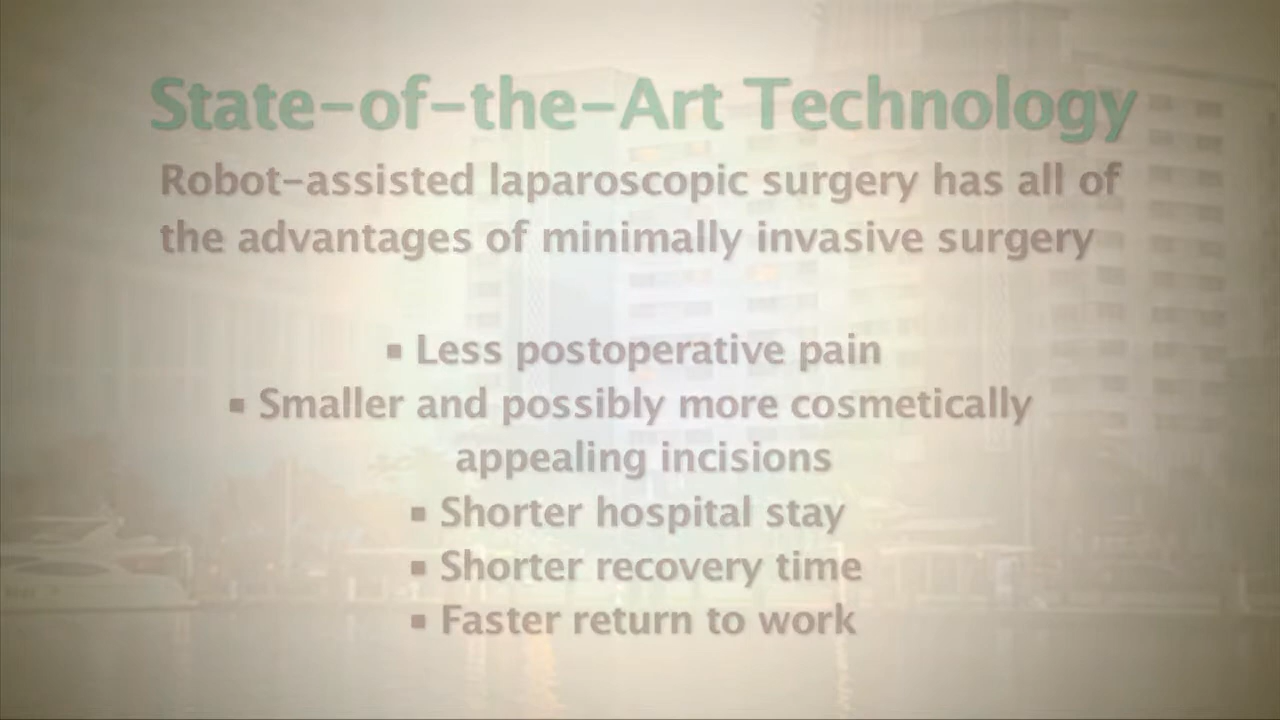 State-of-the-Art Technology
Robot-assisted laparoscopic surgery has all of
the advantages of minimally invasive surgery
▪ Less postoperative pain
▪ Smaller and possibly more cosmetically
appealing incisions
▪ Shorter hospital stay
▪ Shorter recovery time
▪ Faster return to work